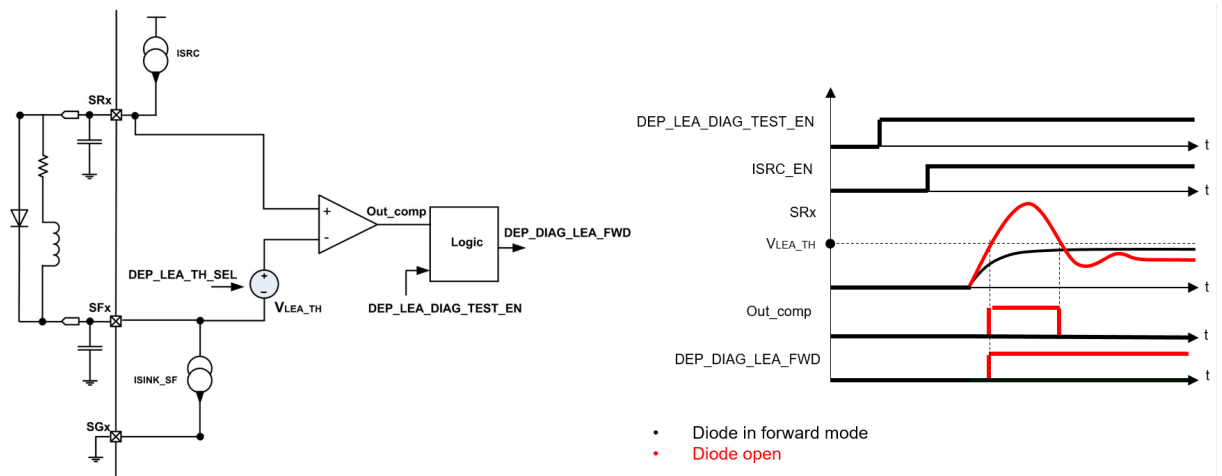 ISRC
SRx
+
-
Out_comp
Logic
DEP_DIAG_LEA_FWD
DEP_LEA_TH_SEL
+
-
VLEA_TH
DEP_LEA_DIAG_TEST_EN
SFx
ISINK_SF
SGx
DEP_LEA_DIAG_TEST_EN
t
ISRC_EN
t
SRx
VLEA_TH
t
Out_comp
t
DEP_DIAG_LEA_FWD
t
• Diode in forward mode
• Diode open